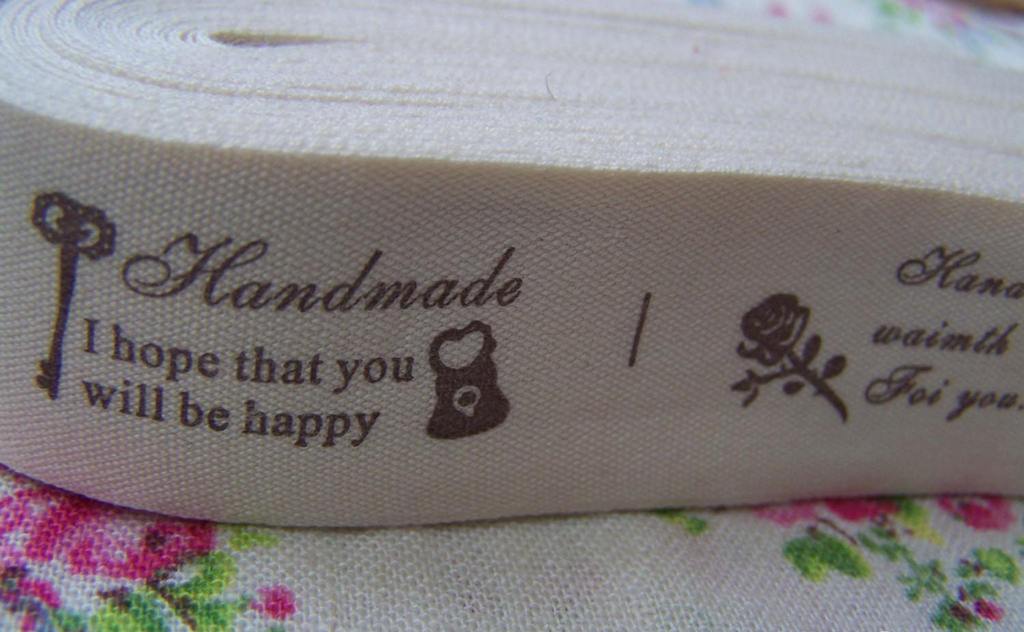 Handmade
I hope that you
will be happy
Hand
waimth
Foi you.